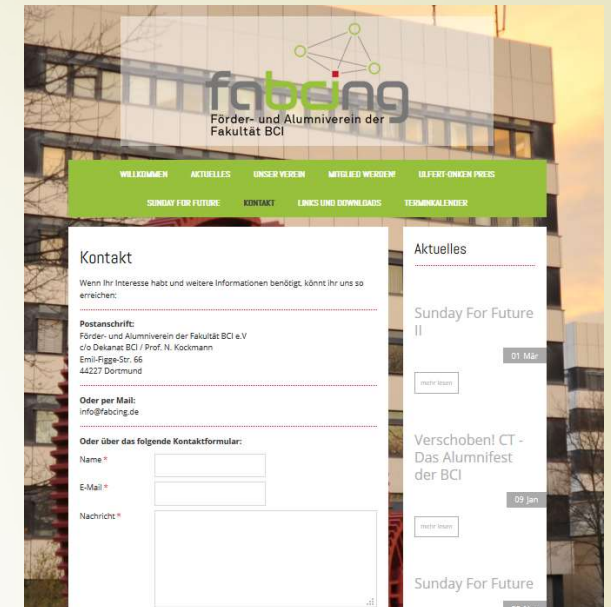 fabcing
Förder- und Alumniverein der
Fakultät BCI
WILLKOMMEN AKTUELLES UNSER VEREIN MITGLIED WERDEN! ULFERT-ONKEN PREIS
SUNDAY FOR FUTURE KONTAKT LINKS UND DOWNLOADS TERMINKALENDER
Kontakt
Wenn Ihr Interesse habt und weitere Informationen benötigt, könnt ihr uns so
erreichen:
Postanschrift:
Förder- und Alumniverein der Fakultät BCI e.V
c/o Dekanat BCI / Prof. N. Kockmann
Emil-Figge-Str. 66
44227 Dortmund
Oder per Mail:
info@fabcing.de
Oder über das folgende Kontaktformular:
Name *
E-Mail *
Nachricht *
Aktuelles
Sunday For Future
II
01 Mär
mehr lesen
Verschoben! CT -
Das Alumnifest
der BCI
09 Jan
mehr lesen
Sunday For Future